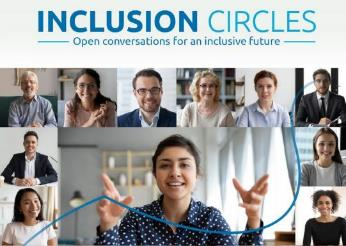 INCLUSION CIRCLES
Open conversations for an inclusive future